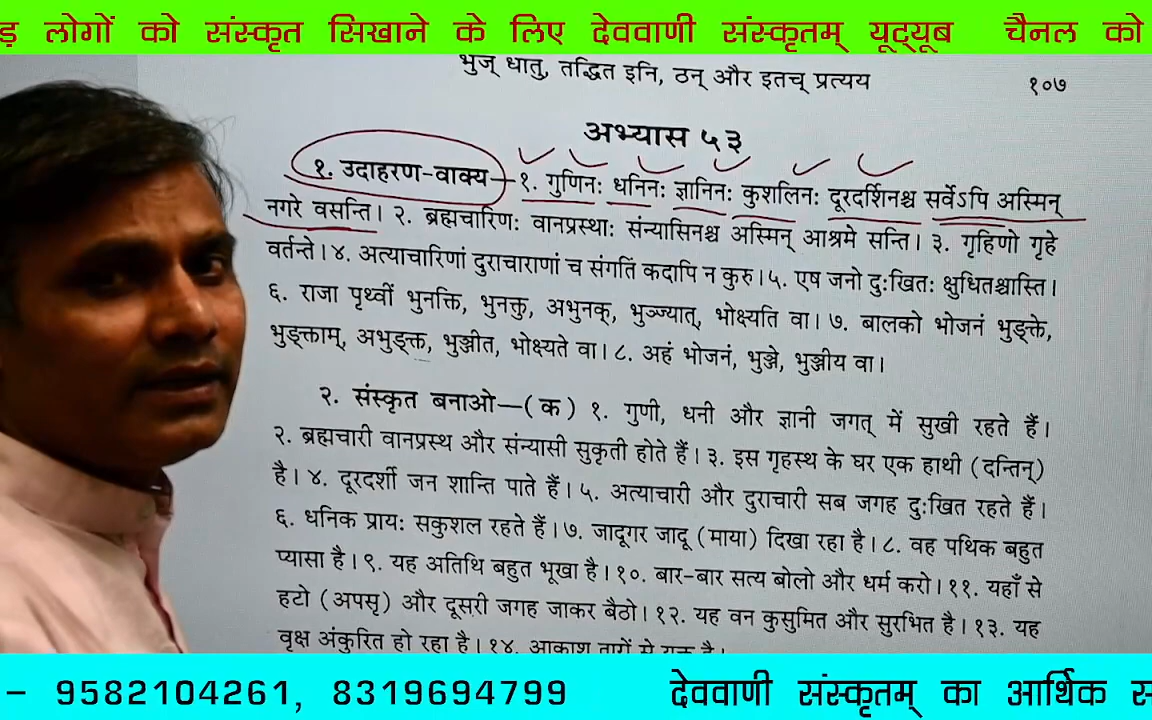 लोगों को संस्कृत सिखाने के लिए देववाणी संस्कृतम् यूट्यूब चैनल को
भुज् धातु, तद्धित इनि, ठन् और इतच् प्रत्यय १०७
अभ्यास ५३
१. उदाहरण-वाक्य—१. गुणिनः धनिनः ज्ञानिनः कुशलिनः दूरदर्शिनश्च सर्वेऽपि अस्मिन्
नगरे वसन्ति। २. ब्रह्मचारिणः वानप्रस्थाः संन्यासिनश्च अस्मिन् आश्रमे सन्ति। ३. गृहिणो गृहे
वर्तन्ते। ४. अत्याचारिणां दुराचाराणां च संगतिं कदापि न कुरु। ५. एष जनो दुःखितः क्षुधितश्चास्ति।
६. राजा पृथ्वीं भुनक्ति, भुनक्तु, अभुनक्, भुञ्ज्यात्, भोक्ष्यति वा। ७. बालको भोजनं भुङ्क्ते,
भुङ्क्ताम्, अभुङ्क्त, भुञ्जीत, भोक्ष्यते वा। ८. अहं भोजनं, भुञ्जे, भुञ्जीय वा।
२. संस्कृत बनाओ—(क) १. गुणी, धनी और ज्ञानी जगत् में सुखी रहते हैं।
२. ब्रह्मचारी वानप्रस्थ और संन्यासी सुकृती होते हैं। ३. इस गृहस्थ के घर एक हाथी (दन्तिन्)
है। ४. दूरदर्शी जन शान्ति पाते हैं। ५. अत्याचारी और दुराचारी सब जगह दुःखित रहते हैं।
६. धनिक प्रायः सकुशल रहते हैं। ७. जादूगर जादू (माया) दिखा रहा है। ८. वह पथिक बहुत
प्यासा है। ९. यह अतिथि बहुत भूखा है। १०. बार-बार सत्य बोलो और धर्म करो। ११. यहाँ से
हटो (अपसृ) और दूसरी जगह जाकर बैठो। १२. यह वन कुसुमित और सुरभित है। १३. यह
वृक्ष अंकुरित हो रहा है। १४. आकाश तारों से युक्त है।
– 9582104261, 8319694799 देववाणी संस्कृतम् का आर्थिक